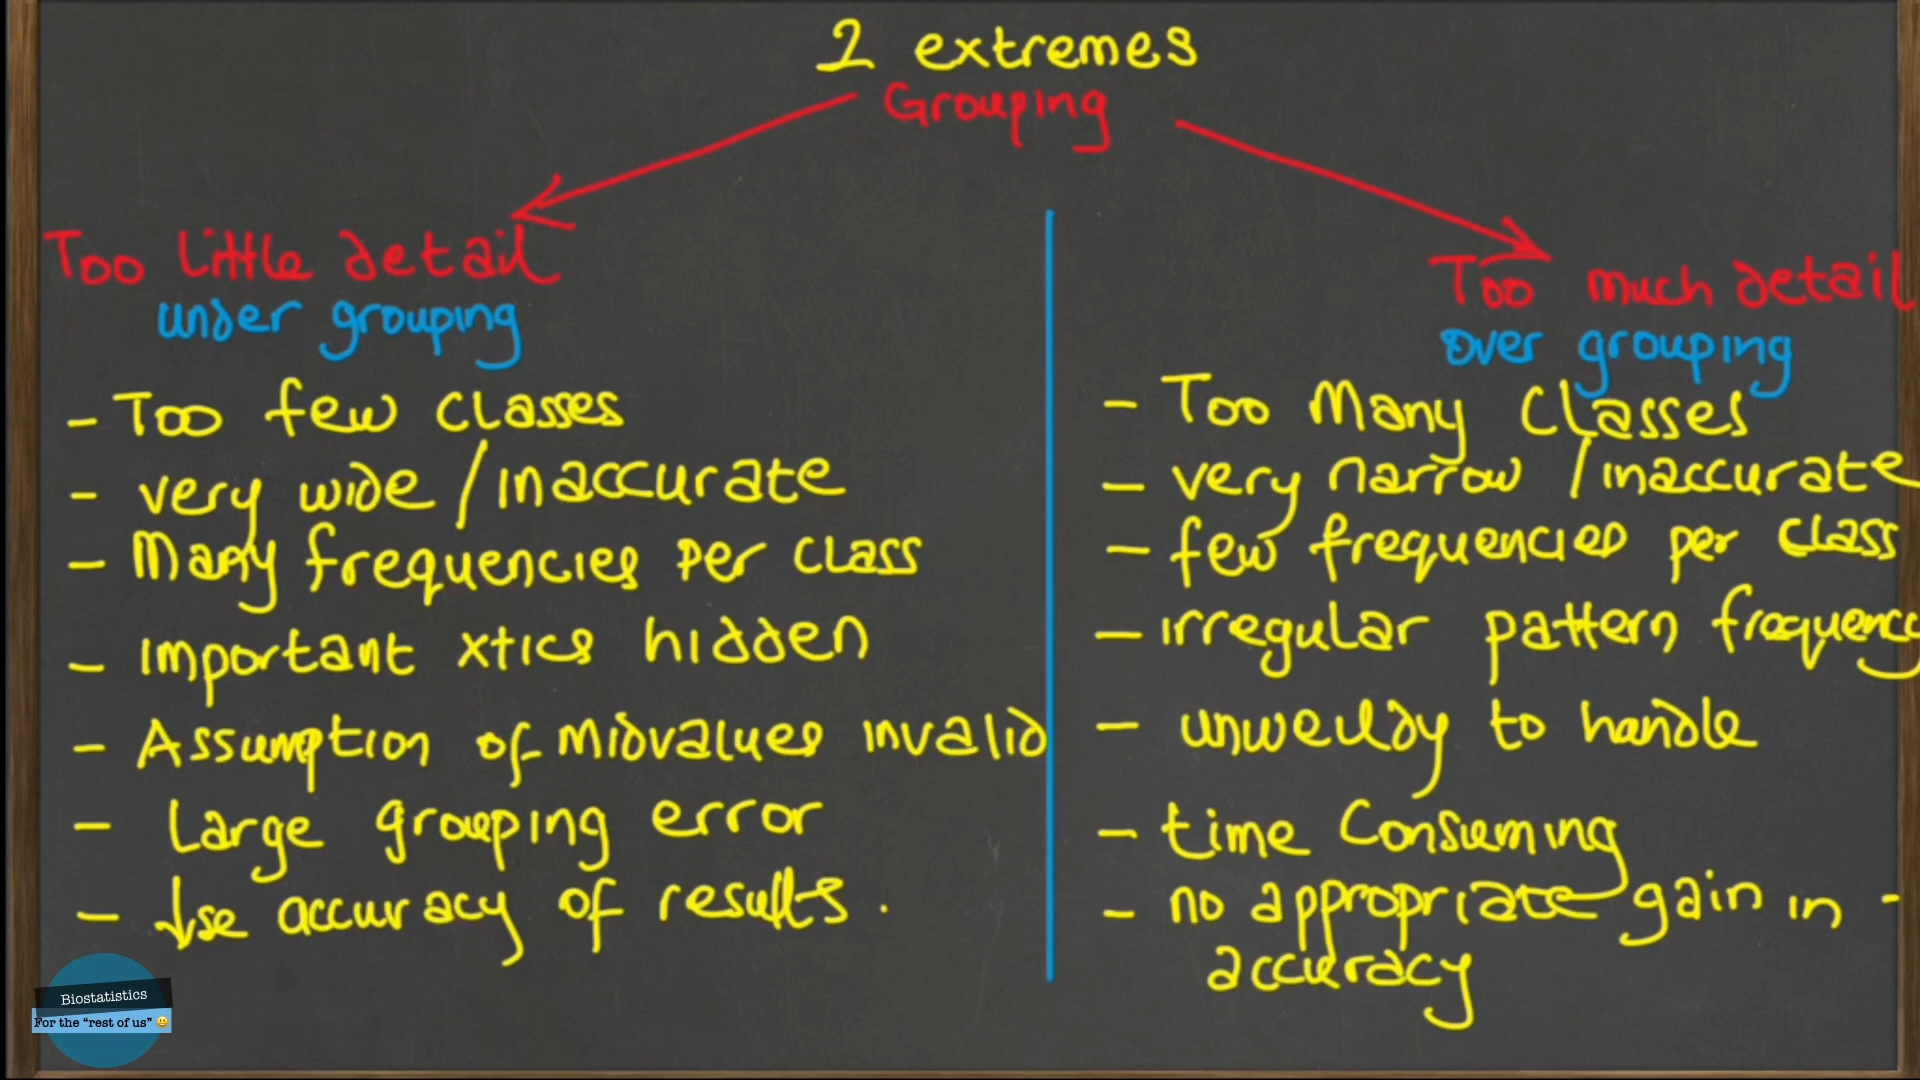 2 extremes
Grouping
Too little detail
under grouping
- Too few classes
- very wide / inaccurate
- Many frequencies per class
- important xtics hidden
- Assumption of midvalues invalid
- Large grouping error
- ↓se accuracy of results.
Too much detail
over grouping
- Too Many Classes
- very narrow / inaccurate
- few frequencies per class
- irregular pattern frequency
- unweildy to handle
- time Consuming
- no appropriate gain in -
accuracy
Biostatistics
For the “rest of us” 😃